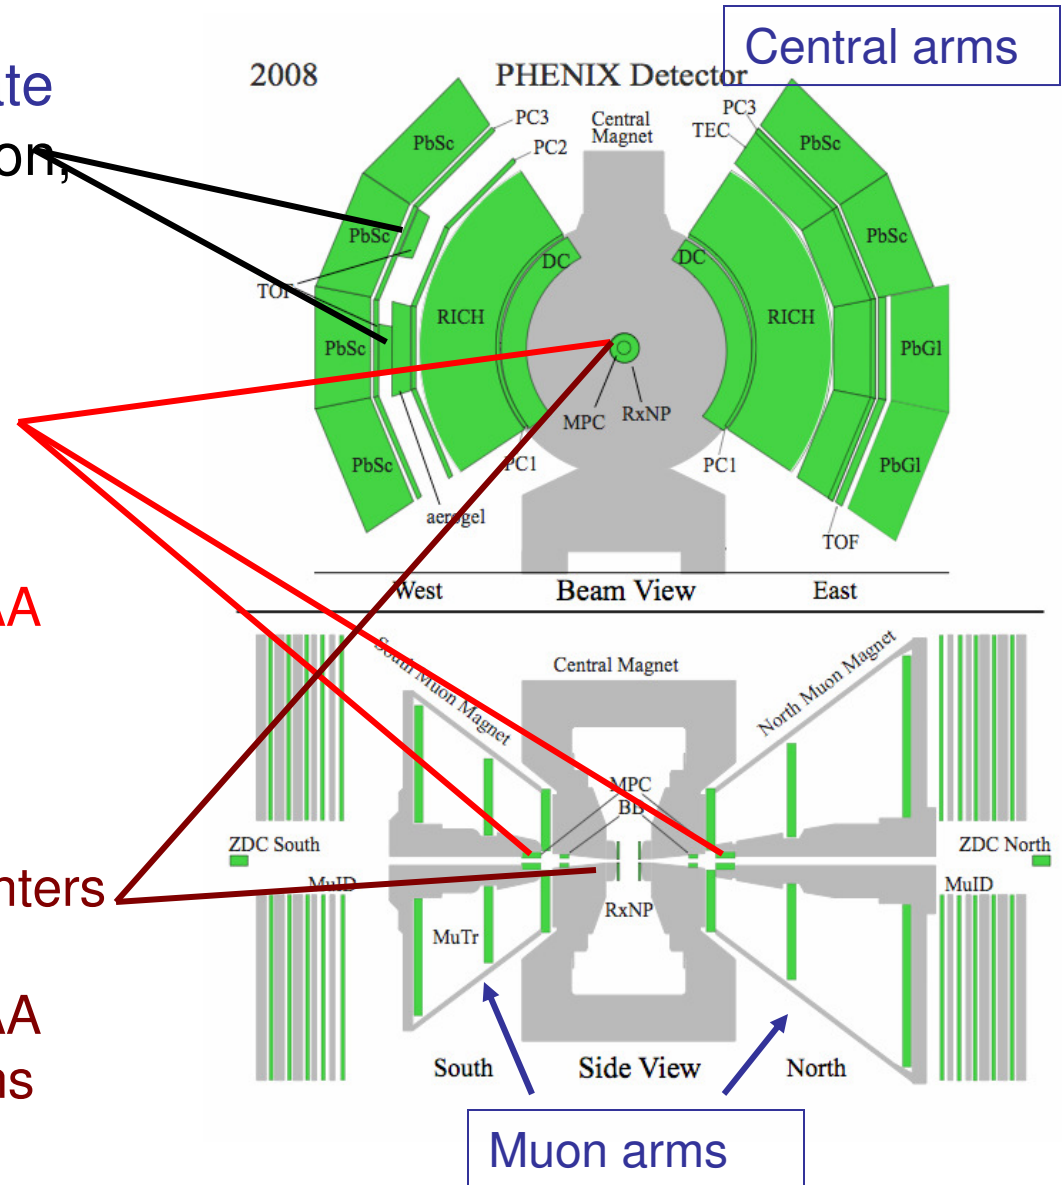 Central arms
2008 PHENIX Detector
PC3
PC3
Central
Magnet
TEC
PbSc
PC2
PbSc
PbSc
PbSc
DC
DC
TOF
RICH
RICH
PbSc
PbGl
MPC
RxNP
PbSc
PC1
PC1
PbGl
aerogel
TOF
West Beam View East
AA
South Muon Magnet
Central Magnet
North Muon Magnet
MPC
BB
ZDC South
ZDC North
MuID
MuID
RxNP
MuTr
AA
South Side View North
Muon arms